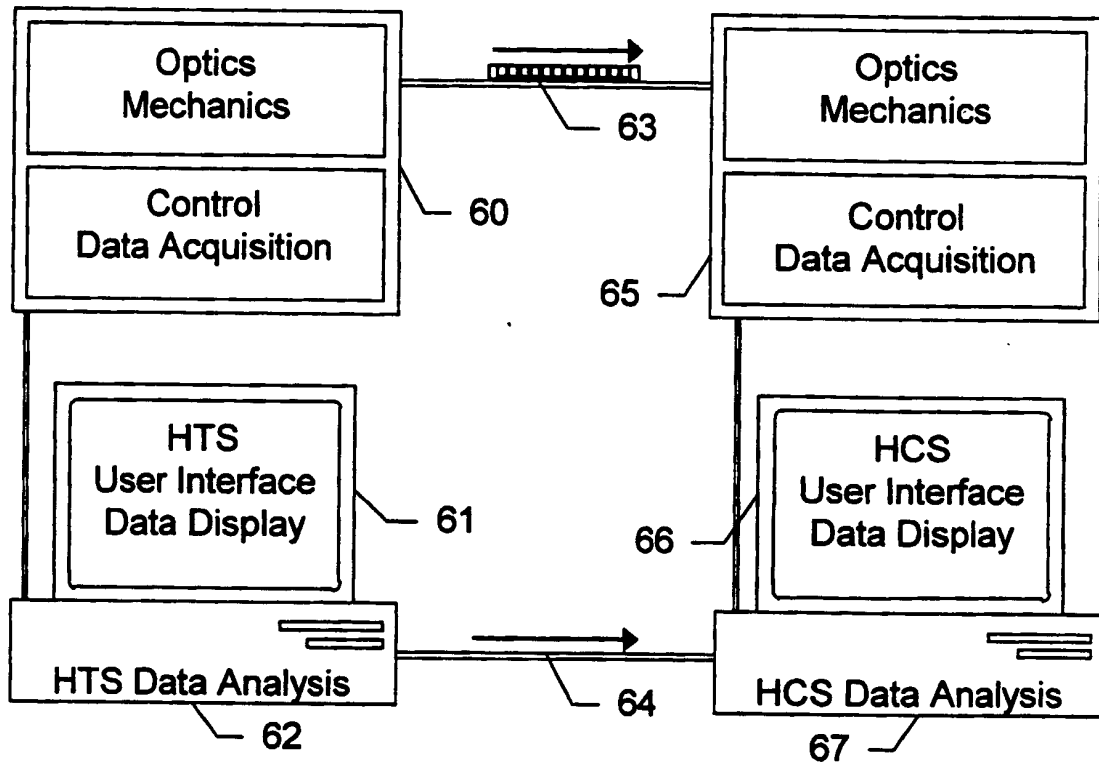 Optics
Mechanics
Control
Data Acquisition
60
63
Optics
Mechanics
Control
Data Acquisition
65
HTS
User Interface
Data Display
61
HTS Data Analysis
62
64
HCS
User Interface
Data Display
66
HCS Data Analysis
67